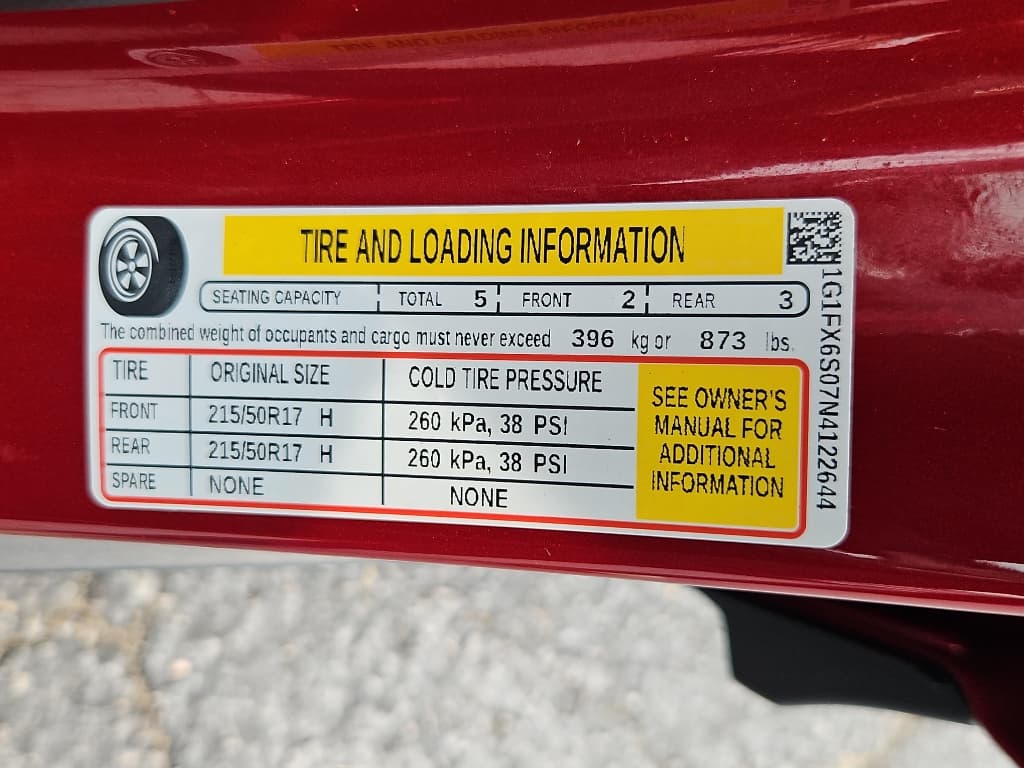 TIRE AND LOADING INFORMATION
SEATING CAPACITY TOTAL 5 FRONT 2 REAR 3
The combined weight of occupants and cargo must never exceed 396 kg or 873 lbs.
TIRE ORIGINAL SIZE COLD TIRE PRESSURE
FRONT 215/50R17 H 260 kPa, 38 PSI
REAR 215/50R17 H 260 kPa, 38 PSI
SPARE NONE NONE
SEE OWNER'S
MANUAL FOR
ADDITIONAL
INFORMATION
1G1FX6S07N4122644